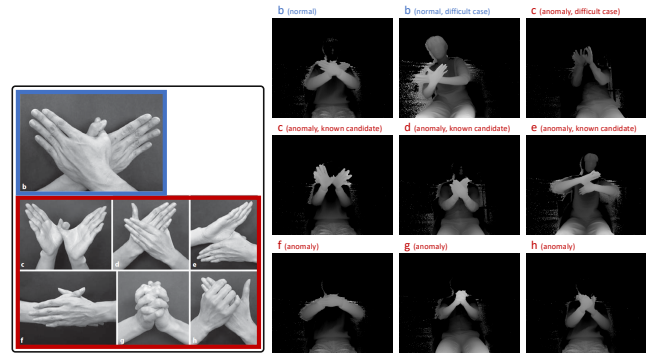 b (normal)
b (normal, difficult case)
c (anomaly, difficult case)
c (anomaly, known candidate)
d (anomaly, known candidate)
e (anomaly, known candidate)
f (anomaly)
g (anomaly)
h (anomaly)
b
c
d
e
f
g
h